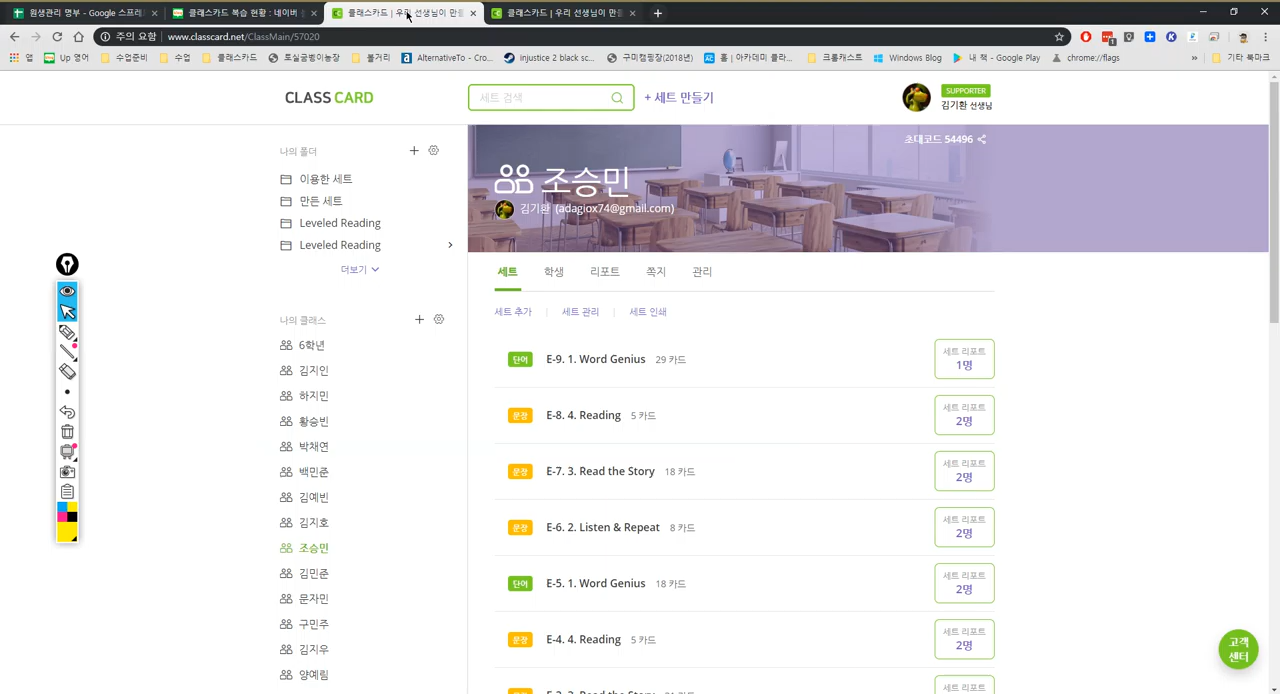 원생관리 명부 - Google 스프레
클래스카드 복습 현황 : 네이버
클래스카드 | 우리 선생님이 만들
클래스카드 | 우리 선생님이 만들
주의 요함 | www.classcard.net/ClassMain/57020
앱
Up 영어
수업준비
수업
클래스카드
토실공병이농장
볼거리
AlternativeTo - Cro...
Injustice 2 black sc...
구미캠핑장(2018년)
홈 | 아카데미 플라...
크롬캐스트
Windows Blog
내 책 - Google Play
chrome://flags
»
기타 북마크
CLASS CARD
세트 검색
+ 세트 만들기
SUPPORTER
김기환 선생님
나의 폴더
이용한 세트
만든 세트
Leveled Reading
Leveled Reading
더보기
나의 클래스
6학년
김지인
하지민
황승빈
박채연
백민준
김예빈
김지호
조승민
김민준
문자민
구민주
김지우
양예림
초대코드 54496
조승민
김기환 (adagiox74@gmail.com)
세트 학생 리포트 쪽지 관리
세트 추가 | 세트 관리 | 세트 인쇄
단어 E-9. 1. Word Genius 29 카드
세트 리포트
1명
문장 E-8. 4. Reading 5 카드
세트 리포트
2명
문장 E-7. 3. Read the Story 18 카드
세트 리포트
2명
문장 E-6. 2. Listen & Repeat 8 카드
세트 리포트
2명
단어 E-5. 1. Word Genius 18 카드
세트 리포트
2명
문장 E-4. 4. Reading 5 카드
세트 리포트
2명
세트 리포트
고객
센터